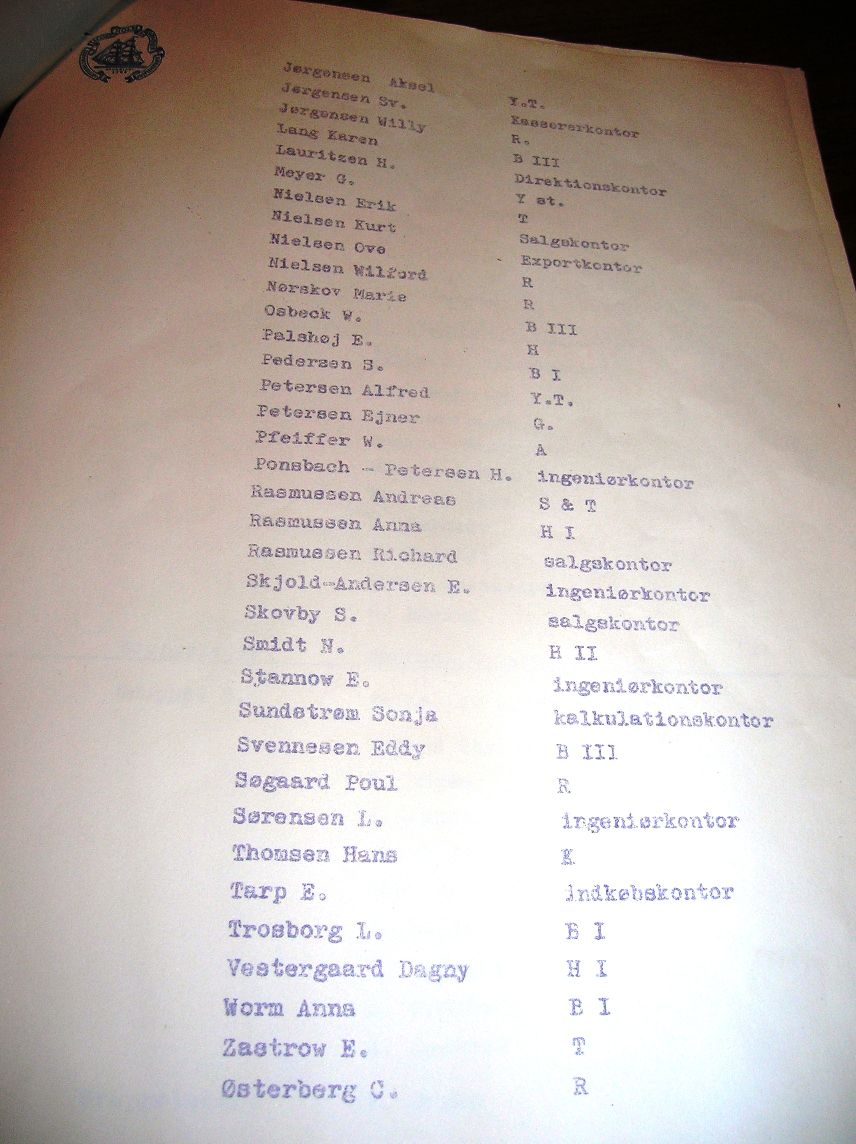 Jørgensen Aksel Y.T.
Jørgensen Sv. Kassererkontor
Jørgensen Willy R.
Lang Karen B III
Lauritzen H. Direktionskontor
Meyer G. Y st.
Nielsen Erik T
Nielsen Kurt Salgskontor
Nielsen Ove Exportkontor
Nielsen Wilford R
Nørskov Marie R
Osbeck W. B III
Palshøj E. H
Pedersen S. B I
Petersen Alfred Y.T.
Petersen Ejner G.
Pfeiffer W. A
Ponsbach - Petersen H. ingeniørkontor
Rasmussen Andreas S & T
Rasmussen Anna H I
Rasmussen Richard salgskontor
Skjold-Andersen E. ingeniørkontor
Skovby S. salgskontor
Smidt N. H II
Stannow E. ingeniørkontor
Sundstrøm Sonja kalkulationskontor
Svennesen Eddy B III
Søgaard Poul R
Sørensen L. ingeniørkontor
Thomsen Hans K
Tarp E. indkøbskontor
Trosborg L. B I
Vestergaard Dagny H I
Worm Anna B I
Zastrow E. T
Østerberg C. R